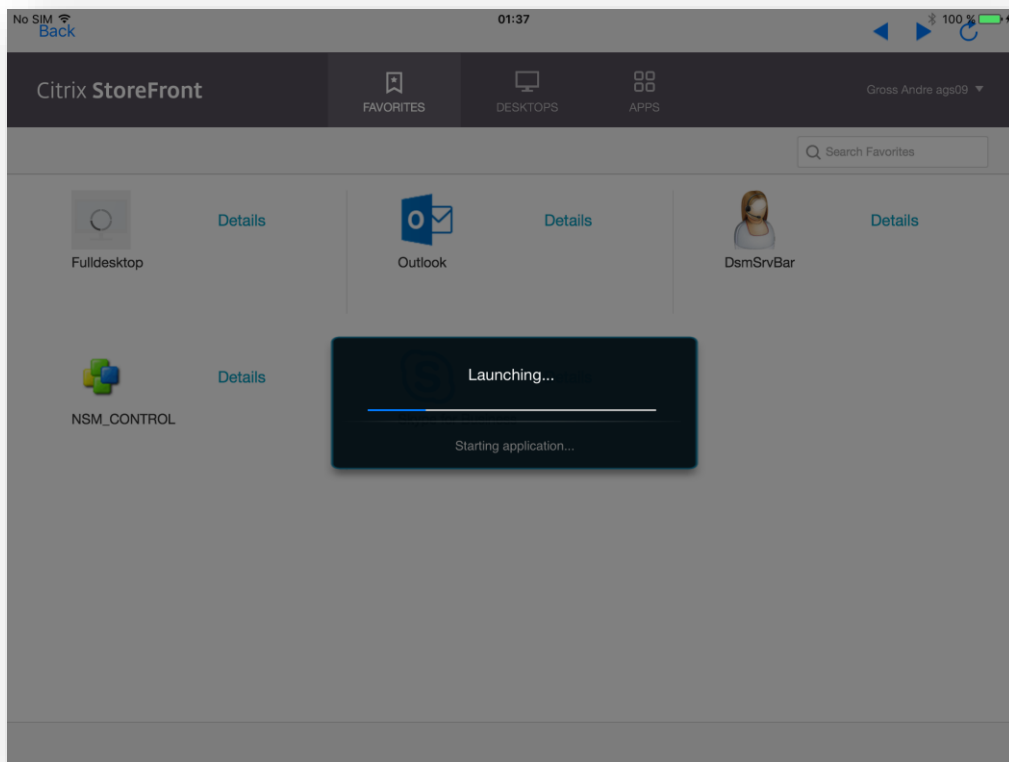 No SIM 01:37 100 %
Back
Citrix StoreFront FAVORITES DESKTOPS APPS Gross Andre ags09
Search Favorites
Details Details Details
Fulldesktop Outlook DsmSrvBar
Details
NSM_CONTROL
Launching...
Starting application...